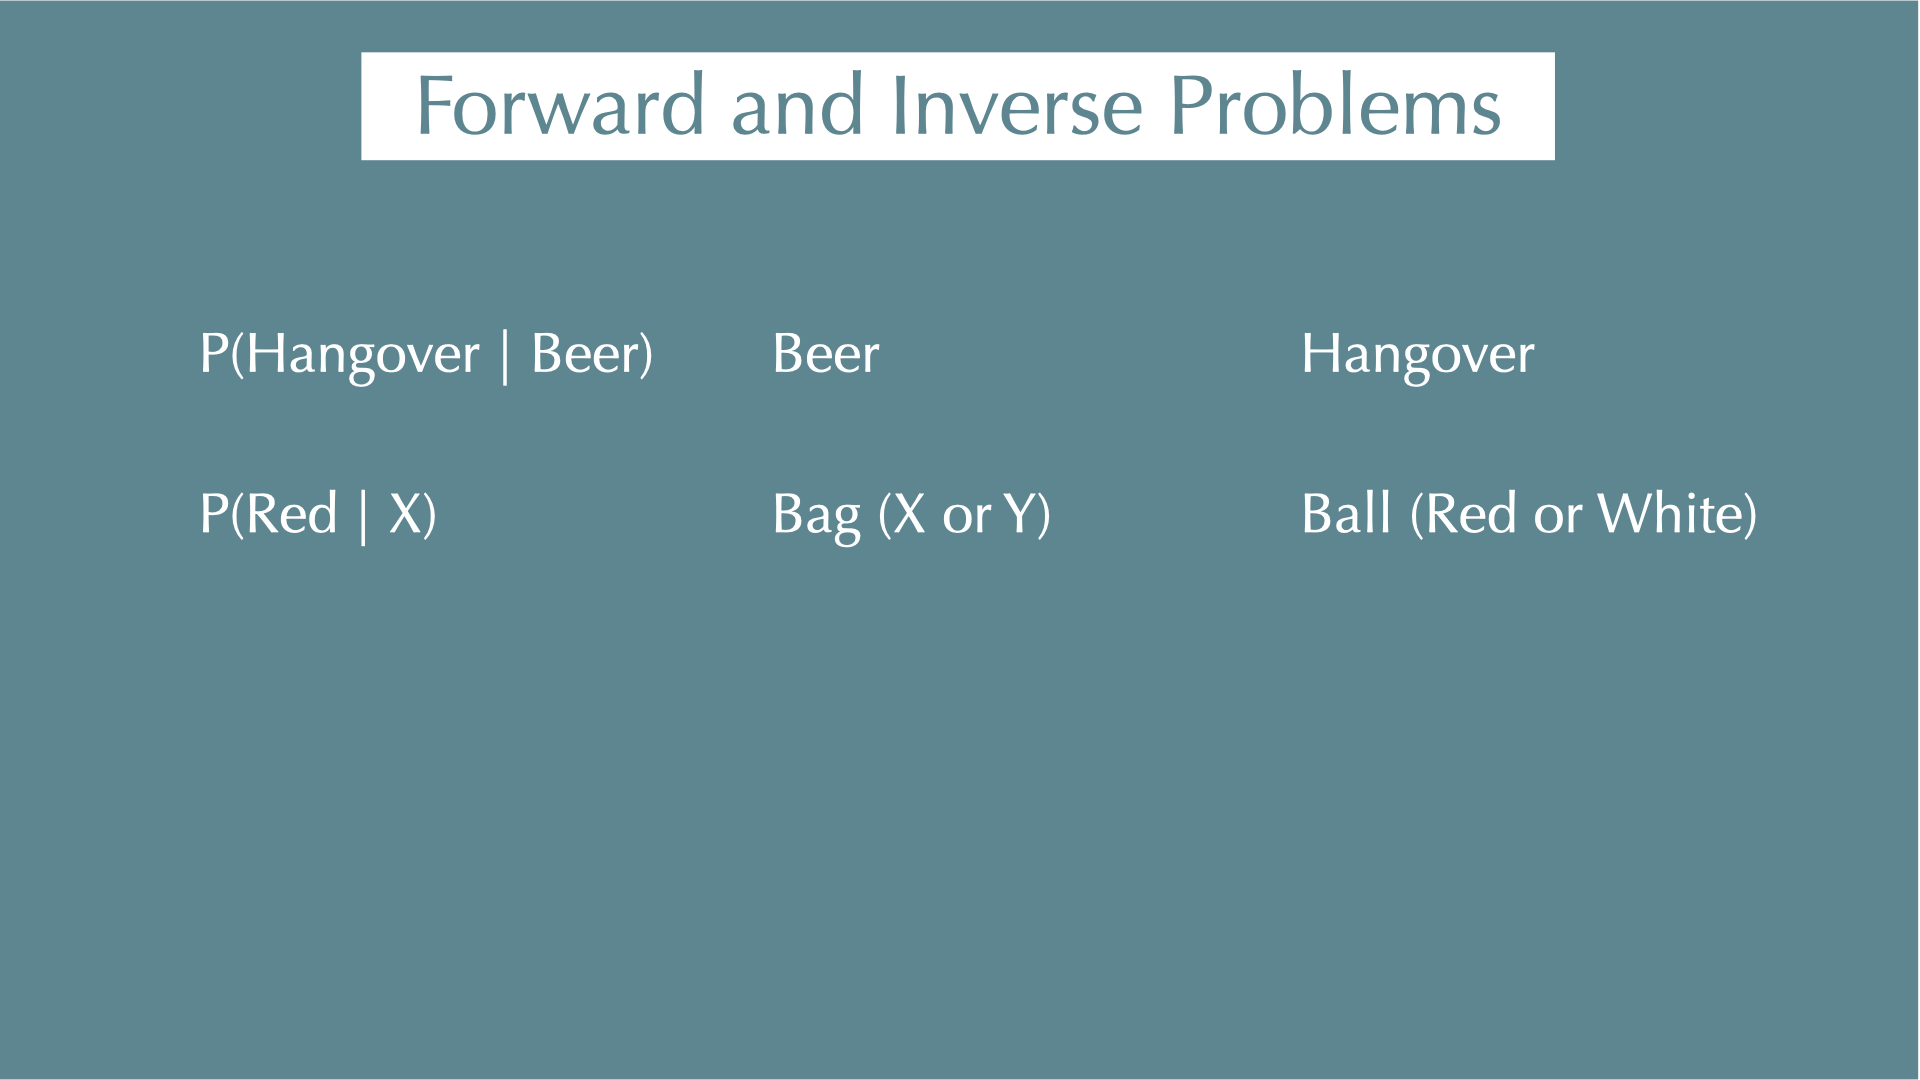 Forward and Inverse Problems
P(Hangover | Beer) Beer Hangover
P(Red | X) Bag (X or Y) Ball (Red or White)